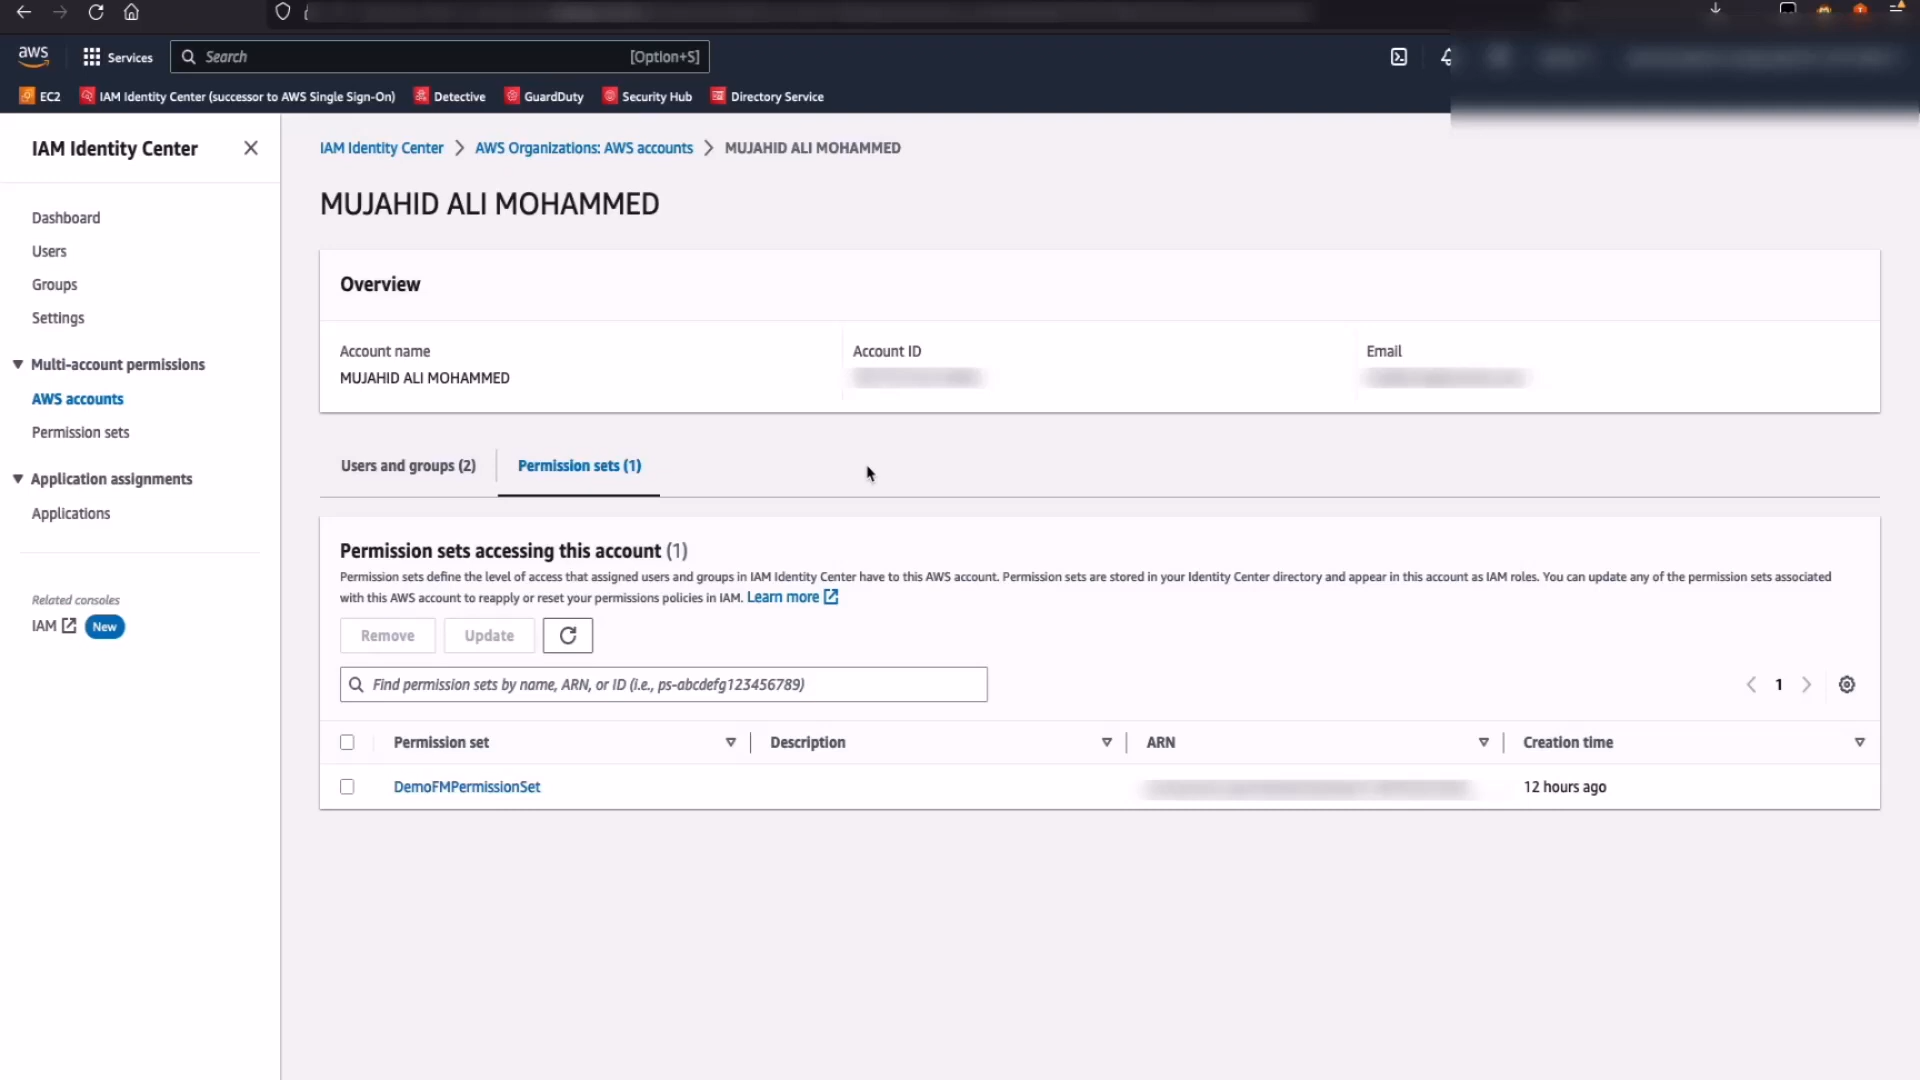 aws
Services
Search
[Option+S]
EC2
IAM Identity Center (successor to AWS Single Sign-On)
Detective
GuardDuty
Security Hub
Directory Service
IAM Identity Center
Dashboard
Users
Groups
Settings
Multi-account permissions
AWS accounts
Permission sets
Application assignments
Applications
Related consoles
IAM
New
IAM Identity Center > AWS Organizations: AWS accounts > MUJAHID ALI MOHAMMED
MUJAHID ALI MOHAMMED
Overview
Account name
MUJAHID ALI MOHAMMED
Account ID
Email
Users and groups (2)
Permission sets (1)
Permission sets accessing this account (1)
Permission sets define the level of access that assigned users and groups in IAM Identity Center have to this AWS account. Permission sets are stored in your Identity Center directory and appear in this account as IAM roles. You can update any of the permission sets associated
with this AWS account to reapply or reset your permissions policies in IAM. Learn more
Remove
Update
Find permission sets by name, ARN, or ID (i.e., ps-abcdefg123456789)
1
Permission set
Description
ARN
Creation time
DemoFMPermissionSet
12 hours ago